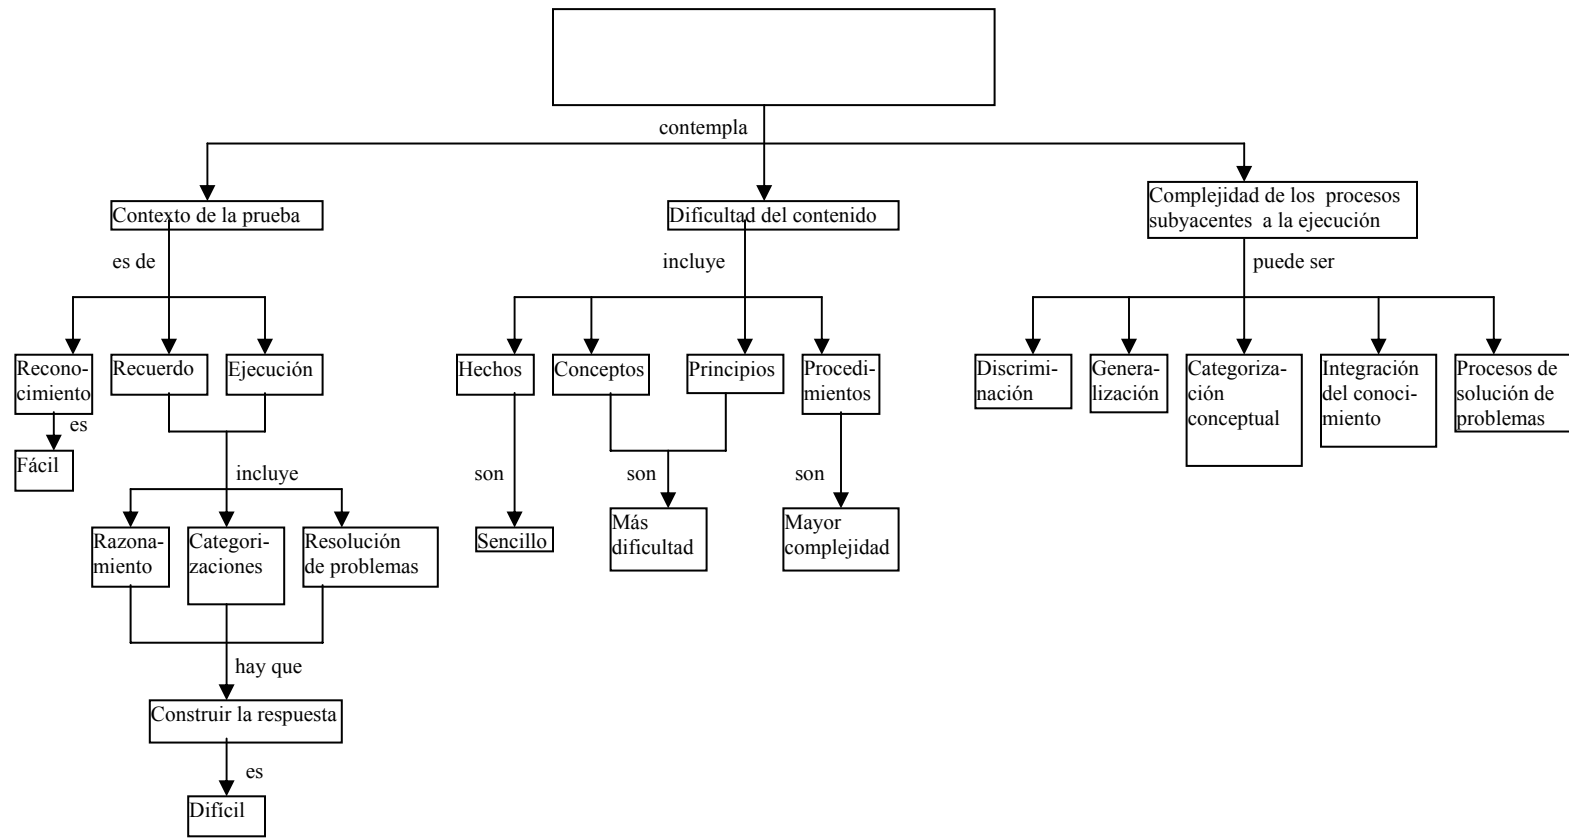 contempla
Contexto de la prueba
Dificultad del contenido
Complejidad de los procesos
subyacentes a la ejecución
es de
incluye
puede ser
Recono-
cimiento
Recuerdo
Ejecución
Hechos
Conceptos
Principios
Procedi-
mientos
Discrimi-
nación
Genera-
lización
Categoriza-
ción
conceptual
Integración
del conoci-
miento
Procesos de
solución de
problemas
es
Fácil
incluye
son
son
son
Razona-
miento
Categori-
zaciones
Resolución
de problemas
Sencillo
Más
dificultad
Mayor
complejidad
hay que
Construir la respuesta
es
Difícil